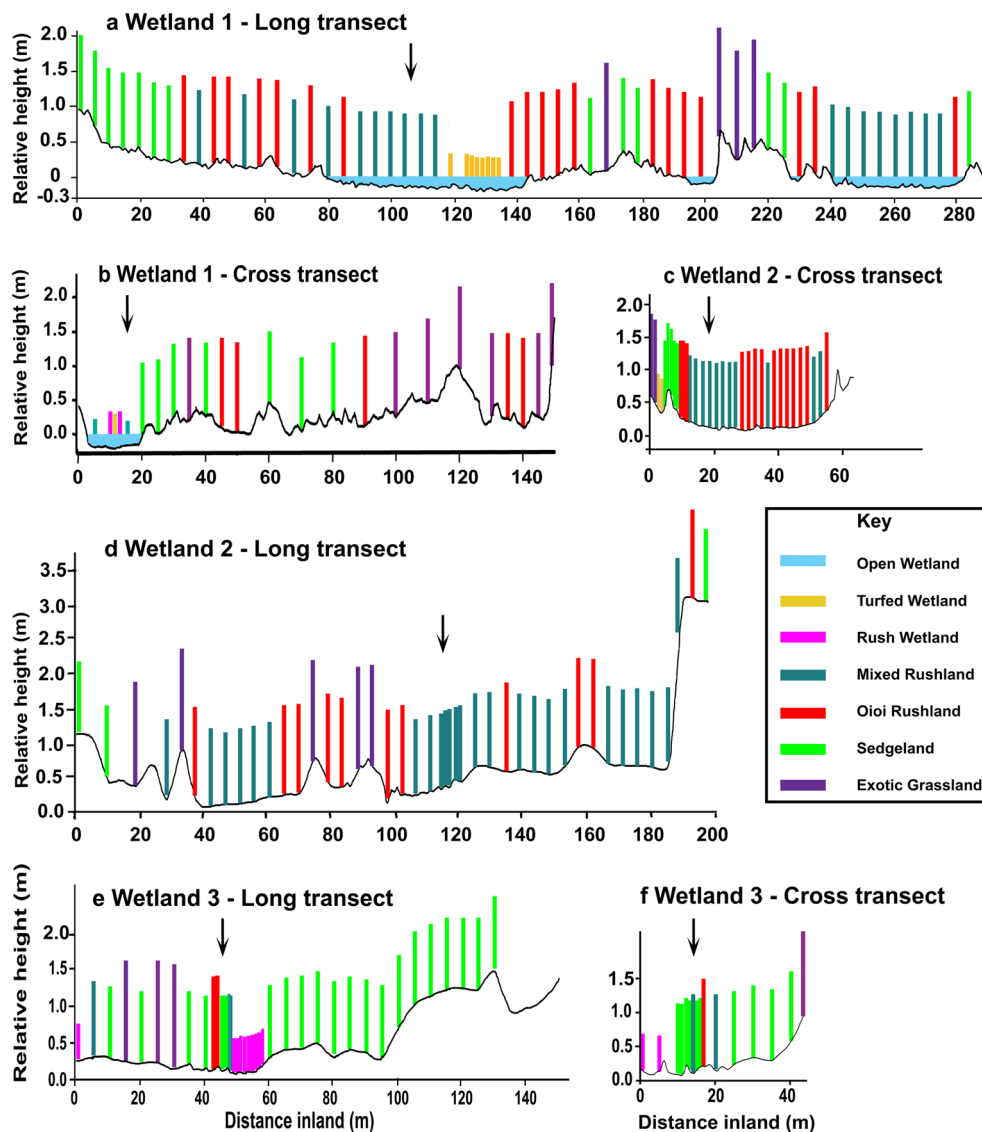 a Wetland 1 - Long transect
Relative height (m)
2.0
1.5
1.0
0.5
0
-0.3
0 20 40 60 80 100 120 140 160 180 200 220 240 260 280
b Wetland 1 - Cross transect
Relative height (m)
2.0
1.5
1.0
0.5
0.0
0 20 40 60 80 100 120 140
c Wetland 2 - Cross transect
2.0
1.5
1.0
0.5
0.0
0 20 40 60
d Wetland 2 - Long transect
Relative height (m)
3.5
3.0
2.5
2.0
1.5
1.0
0.5
0.0
0 20 40 60 80 100 120 140 160 180 200
Key
Open Wetland
Turfed Wetland
Rush Wetland
Mixed Rushland
Oioi Rushland
Sedgeland
Exotic Grassland
e Wetland 3 - Long transect
Relative height (m)
2.5
2.0
1.5
1.0
0.5
0.0
0 20 40 60 80 100 120 140
Distance inland (m)
f Wetland 3 - Cross transect
1.5
1.0
0.5
0.0
0 20 40
Distance inland (m)